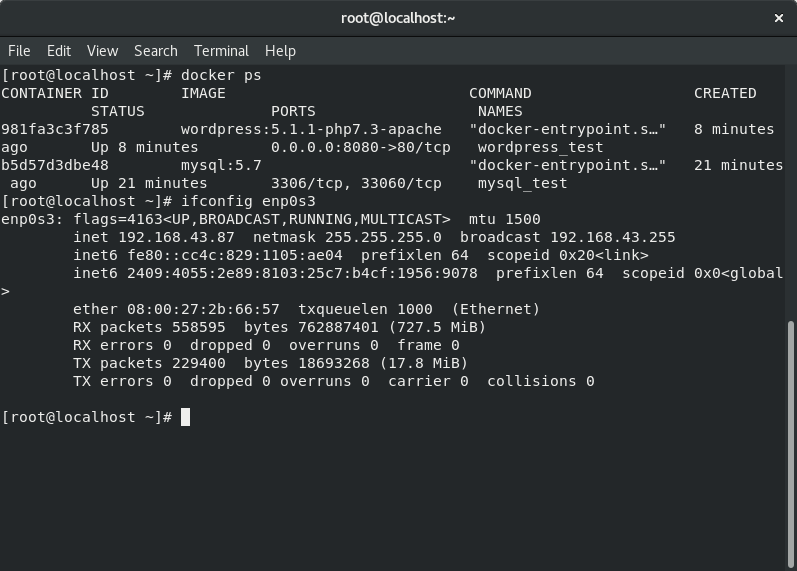 root@localhost:~
File Edit View Search Terminal Help
[root@localhost ~]# docker ps
CONTAINER ID        IMAGE                           COMMAND                  CREATED
          STATUS              PORTS                  NAMES
981fa3c3f785        wordpress:5.1.1-php7.3-apache   "docker-entrypoint.s…"   8 minutes
ago       Up 8 minutes        0.0.0.0:8080->80/tcp   wordpress_test
b5d57d3dbe48        mysql:5.7                       "docker-entrypoint.s…"   21 minutes
 ago      Up 21 minutes       3306/tcp, 33060/tcp    mysql_test
[root@localhost ~]# ifconfig enp0s3
enp0s3: flags=4163<UP,BROADCAST,RUNNING,MULTICAST>  mtu 1500
        inet 192.168.43.87  netmask 255.255.255.0  broadcast 192.168.43.255
        inet6 fe80::cc4c:829:1105:ae04  prefixlen 64  scopeid 0x20<link>
        inet6 2409:4055:2e89:8103:25c7:b4cf:1956:9078  prefixlen 64  scopeid 0x0<global
>
        ether 08:00:27:2b:66:57  txqueuelen 1000  (Ethernet)
        RX packets 558595  bytes 762887401 (727.5 MiB)
        RX errors 0  dropped 0  overruns 0  frame 0
        TX packets 229400  bytes 18693268 (17.8 MiB)
        TX errors 0  dropped 0 overruns 0  carrier 0  collisions 0
[root@localhost ~]#